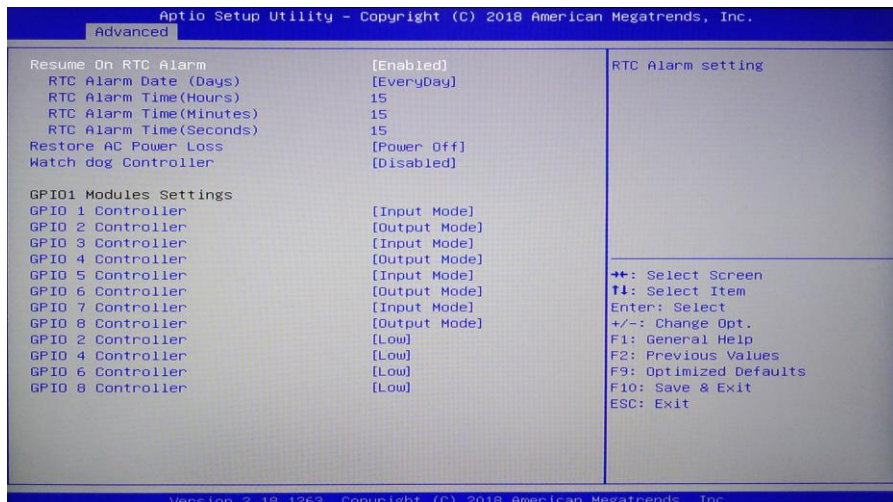 Aptio Setup Utility – Copyright (C) 2018 American Megatrends, Inc.
Advanced
Resume On RTC Alarm [Enabled]
RTC Alarm Date (Days) [EveryDay]
RTC Alarm Time(Hours) 15
RTC Alarm Time(Minutes) 15
RTC Alarm Time(Seconds) 15
Restore AC Power Loss [Power Off]
Watch dog Controller [Disabled]
GPIO1 Modules Settings
GPIO 1 Controller [Input Mode]
GPIO 2 Controller [Output Mode]
GPIO 3 Controller [Input Mode]
GPIO 4 Controller [Output Mode]
GPIO 5 Controller [Input Mode]
GPIO 6 Controller [Output Mode]
GPIO 7 Controller [Input Mode]
GPIO 8 Controller [Output Mode]
GPIO 2 Controller [Low]
GPIO 4 Controller [Low]
GPIO 6 Controller [Low]
GPIO 8 Controller [Low]
RTC Alarm setting
→←: Select Screen
↑↓: Select Item
Enter: Select
+/-: Change Opt.
F1: General Help
F2: Previous Values
F9: Optimized Defaults
F10: Save & Exit
ESC: Exit
Version 2.18.1263. Copyright (C) 2018 American Megatrends, Inc.